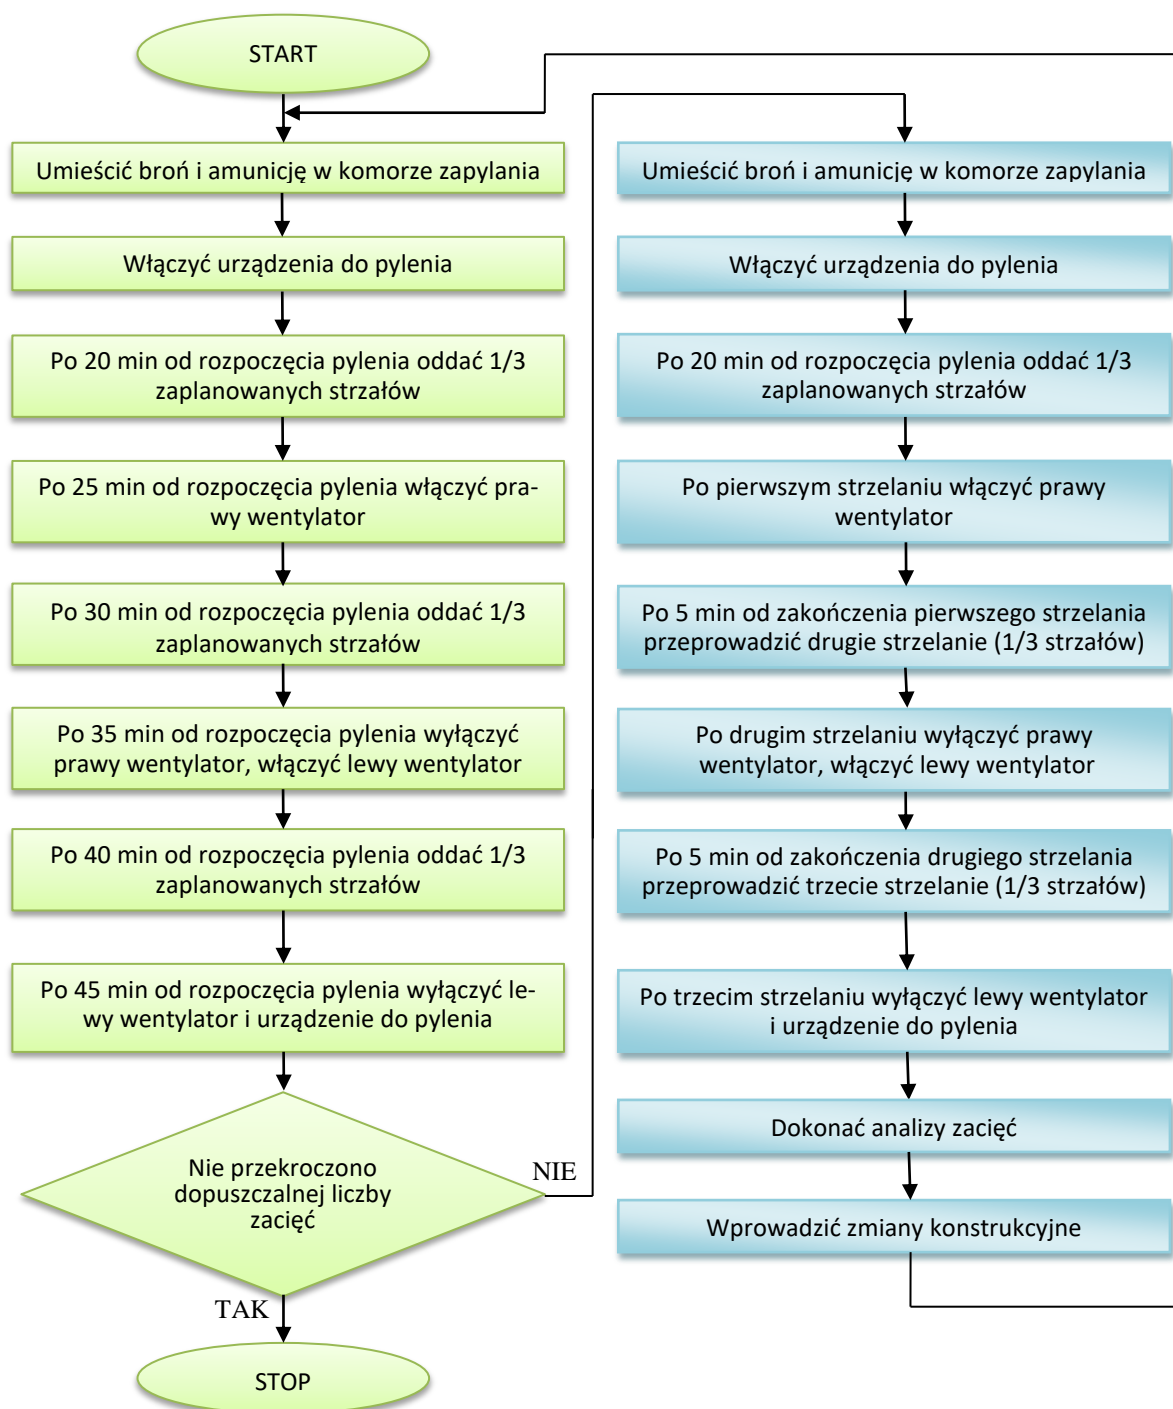 START
Umieścić broń i amunicję w komorze zapylania
Włączyć urządzenia do pylenia
Po 20 min od rozpoczęcia pylenia oddać 1/3
zaplanowanych strzałów
Po 25 min od rozpoczęcia pylenia włączyć pra-
wy wentylator
Po 30 min od rozpoczęcia pylenia oddać 1/3
zaplanowanych strzałów
Po 35 min od rozpoczęcia pylenia wyłączyć
prawy wentylator, włączyć lewy wentylator
Po 40 min od rozpoczęcia pylenia oddać 1/3
zaplanowanych strzałów
Po 45 min od rozpoczęcia pylenia wyłączyć le-
wy wentylator i urządzenie do pylenia
Nie przekroczono
dopuszczalnej liczby
zacięć
NIE
TAK
STOP
Umieścić broń i amunicję w komorze zapylania
Włączyć urządzenia do pylenia
Po 20 min od rozpoczęcia pylenia oddać 1/3
zaplanowanych strzałów
Po pierwszym strzelaniu włączyć prawy
wentylator
Po 5 min od zakończenia pierwszego strzelania
przeprowadzić drugie strzelanie (1/3 strzałów)
Po drugim strzelaniu wyłączyć prawy
wentylator, włączyć lewy wentylator
Po 5 min od zakończenia drugiego strzelania
przeprowadzić trzecie strzelanie (1/3 strzałów)
Po trzecim strzelaniu wyłączyć lewy wentylator
i urządzenie do pylenia
Dokonać analizy zacięć
Wprowadzić zmiany konstrukcyjne